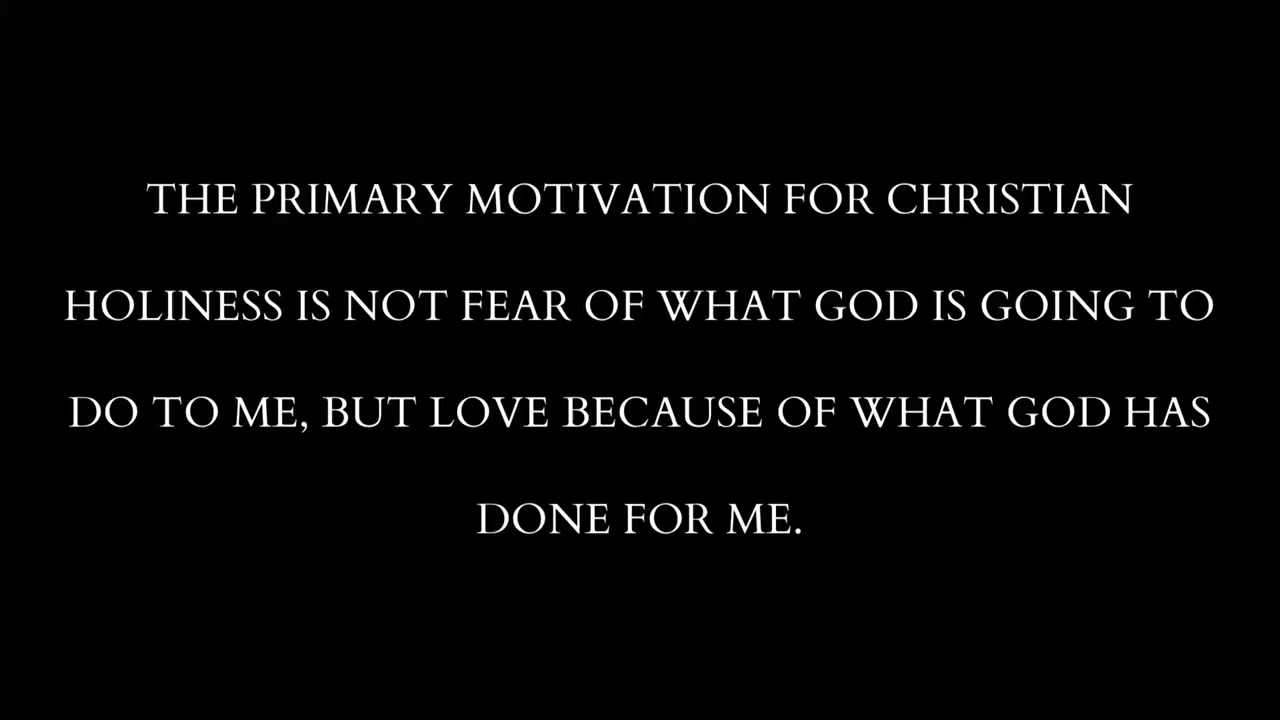 THE PRIMARY MOTIVATION FOR CHRISTIAN
HOLINESS IS NOT FEAR OF WHAT GOD IS GOING TO
DO TO ME, BUT LOVE BECAUSE OF WHAT GOD HAS
DONE FOR ME.